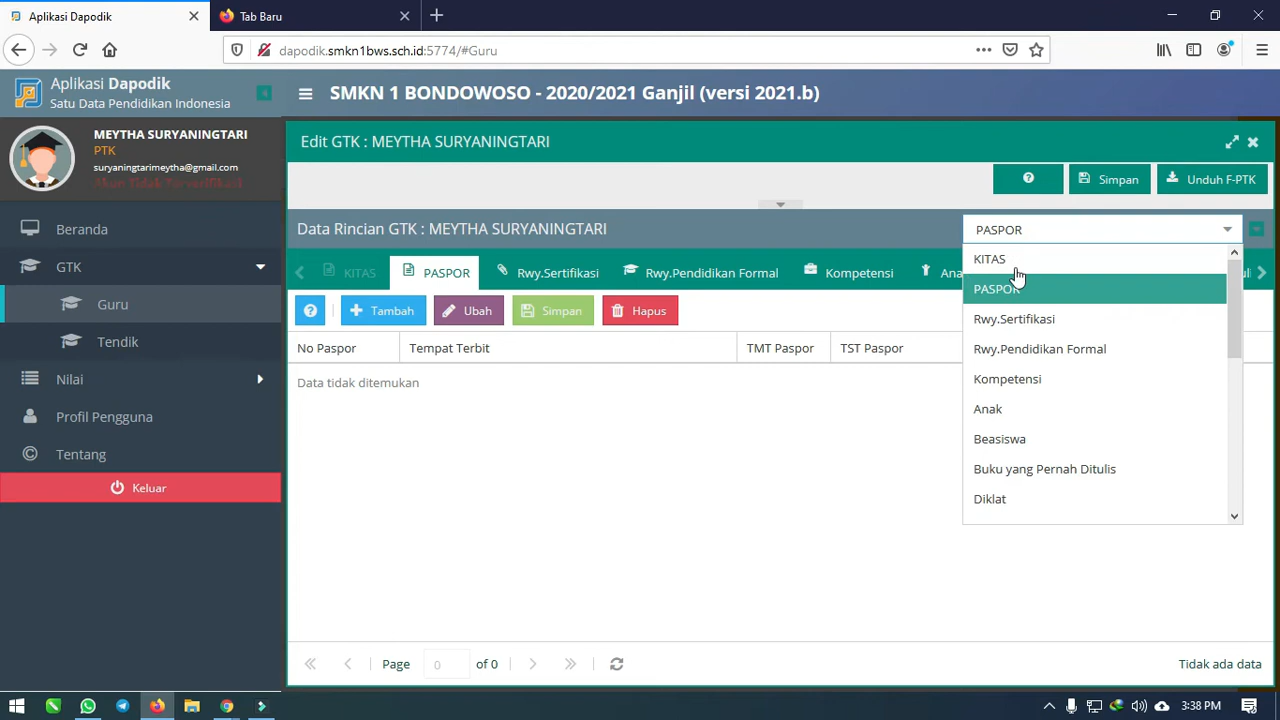 Aplikasi Dapodik
Tab Baru
dapodik.smkn1bws.sch.id:5774/#Guru
Aplikasi Dapodik
Satu Data Pendidikan Indonesia
SMKN 1 BONDOWOSO - 2020/2021 Ganjil (versi 2021.b)
MEYTHA SURYANINGTARI
PTK
suryaningtarimeytha@gmail.com
Akun Tidak Terverifikasi
Beranda
GTK
Guru
Tendik
Nilai
Profil Pengguna
Tentang
Keluar
Edit GTK : MEYTHA SURYANINGTARI
Simpan
Unduh F-PTK
Data Rincian GTK : MEYTHA SURYANINGTARI
PASPOR
KITAS
PASPOR
Rwy.Sertifikasi
Rwy.Pendidikan Formal
Kompetensi
Ana
Tambah
Ubah
Simpan
Hapus
No Paspor
Tempat Terbit
TMT Paspor
TST Paspor
Data tidak ditemukan
KITAS
PASPOR
Rwy.Sertifikasi
Rwy.Pendidikan Formal
Kompetensi
Anak
Beasiswa
Buku yang Pernah Ditulis
Diklat
Page 0 of 0
Tidak ada data
3:38 PM